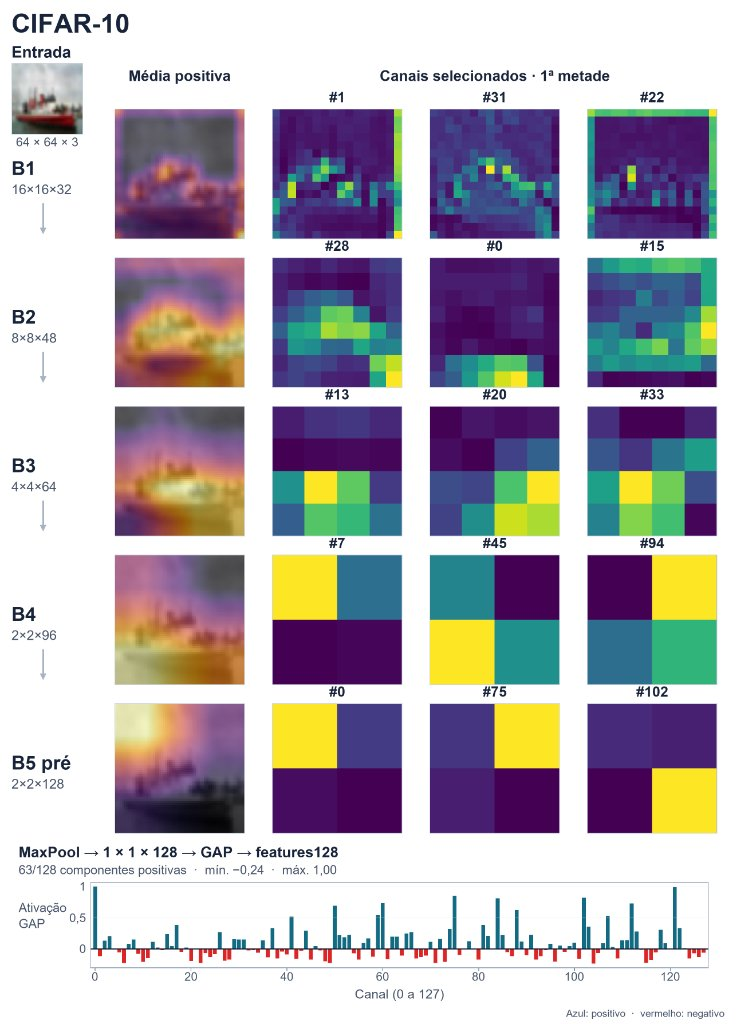 CIFAR-10
Entrada
64 × 64 × 3
Média positiva
Canais selecionados · 1ª metade
#1 #31 #22
B1
16×16×32
#28 #0 #15
B2
8×8×48
#13 #20 #33
B3
4×4×64
#7 #45 #94
B4
2×2×96
#0 #75 #102
B5 pré
2×2×128
MaxPool → 1 × 1 × 128 → GAP → features128
63/128 componentes positivas · mín. −0,24 · máx. 1,00
Ativação
GAP
1
0,5
0
0 20 40 60 80 100 120
Canal (0 a 127)
Azul: positivo · vermelho: negativo